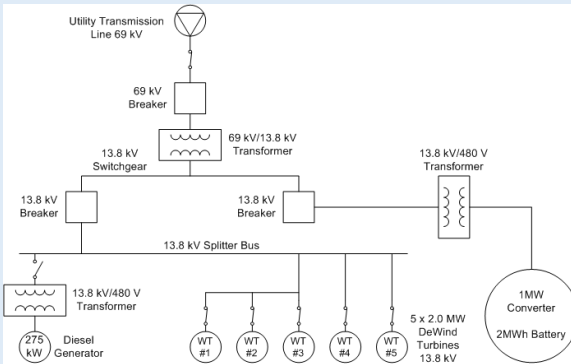 Utility Transmission
Line 69 kV
69 kV
Breaker
69 kV/13.8 kV
Transformer
13.8 kV
Switchgear
13.8 kV/480 V
Transformer
13.8 kV
Breaker
13.8 kV
Breaker
13.8 kV Splitter Bus
13.8 kV/480 V
Transformer
1MW
Converter
2MWh Battery
5 x 2.0 MW
DeWind
Turbines
13.8 kV
275
kW
Diesel
Generator
WT
#1
WT
#2
WT
#3
WT
#4
WT
#5